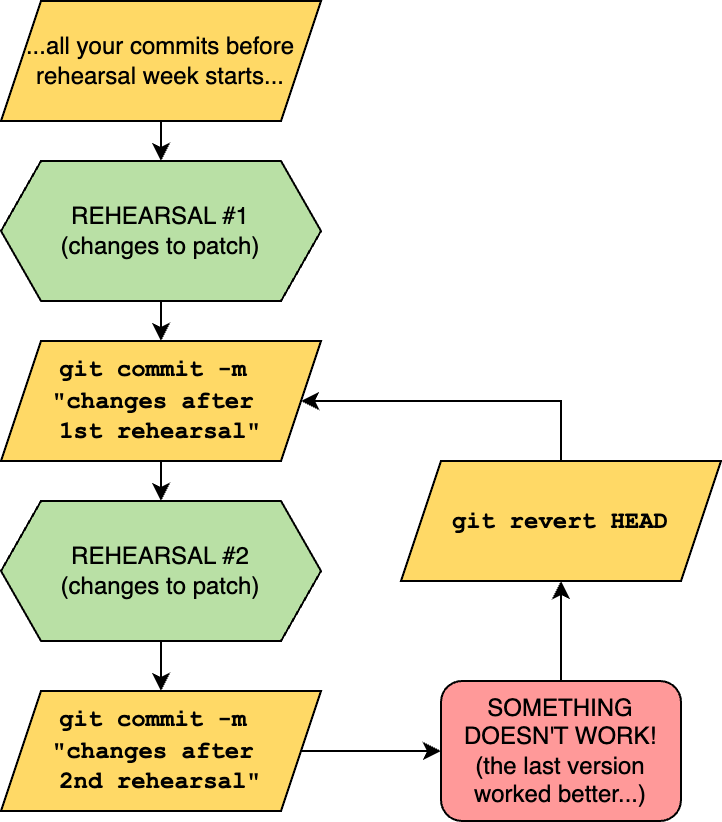 ...all your commits before
rehearsal week starts...
REHEARSAL #1
(changes to patch)
git commit -m
"changes after
1st rehearsal"
REHEARSAL #2
(changes to patch)
git commit -m
"changes after
2nd rehearsal"
SOMETHING
DOESN'T WORK!
(the last version
worked better...)
git revert HEAD